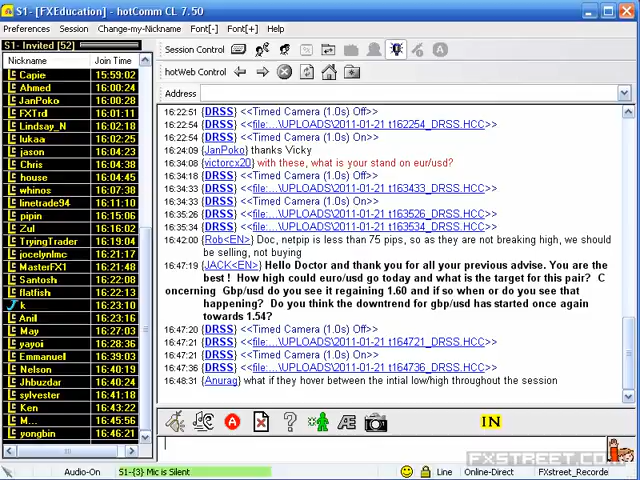 S1- [FXEducation] - hotComm CL 7.50
Preferences Session Change-my-Nickname Font[-] Font[+] Help
S1- Invited [52]
Session Control
Nickname Join Time
hotWeb Control
Address
Capie 15:59:02
Ahmed 16:00:24
JanPoko 16:00:28
FXTrd 16:01:11
Lindsay_N 16:02:18
lukaa 16:02:25
jason 16:04:23
Chris 16:04:38
house 16:04:45
whinos 16:07:38
linetrade94 16:11:10
pipin 16:15:06
Zul 16:16:02
TryingTrader 16:19:04
jocelynlmc 16:21:17
MasterFX1 16:21:48
Santosh 16:22:08
flatfish 16:22:13
k 16:23:10
Anil 16:23:16
May 16:27:03
yayoi 16:28:36
Emmanuel 16:39:03
Nelson 16:40:19
Jhbuzdar 16:40:24
sylvester 16:41:18
Ken 16:43:22
M... 16:45:56
yongbin 16:46:21
16:22:51 {DRSS} <<Timed Camera (1.0s) Off>>
16:22:54 {DRSS} <<file:...\UPLOADS\2011-01-21 t162254_DRSS.HCC>>
16:22:54 {DRSS} <<Timed Camera (1.0s) On>>
16:24:09 {JanPoko} thanks Vicky
16:34:08 {victorcx20} with these, what is your stand on eur/usd?
16:34:18 {DRSS} <<Timed Camera (1.0s) Off>>
16:34:33 {DRSS} <<file:...\UPLOADS\2011-01-21 t163433_DRSS.HCC>>
16:34:33 {DRSS} <<Timed Camera (1.0s) On>>
16:35:26 {DRSS} <<file:...\UPLOADS\2011-01-21 t163526_DRSS.HCC>>
16:35:34 {DRSS} <<file:...\UPLOADS\2011-01-21 t163534_DRSS.HCC>>
16:42:00 {Rob<EN>} Doc, netpip is less than 75 pips, so as they are not breaking high, we should
be selling, not buying
16:47:19 {JACK<EN>} Hello Doctor and thank you for all your previous advise. You are the
best ! How high could euro/usd go today and what is the target for this pair? C
oncerning Gbp/usd do you see it regaining 1.60 and if so when or do you see that
happening? Do you think the downtrend for gbp/usd has started once again
towards 1.54?
16:47:20 {DRSS} <<Timed Camera (1.0s) Off>>
16:47:21 {DRSS} <<file:...\UPLOADS\2011-01-21 t164721_DRSS.HCC>>
16:47:21 {DRSS} <<Timed Camera (1.0s) On>>
16:47:36 {DRSS} <<file:...\UPLOADS\2011-01-21 t164736_DRSS.HCC>>
16:48:31 {Anurag} what if they hover between the intial low/high throughout the session
IN
FXSTREET.COM
Audio-On S1-{3} Mic is Silent Line Online-Direct FXstreet_Recorde